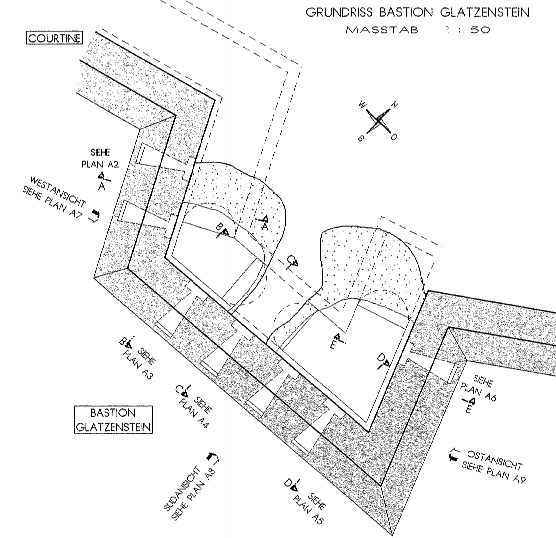 GRUNDRISS BASTION GLATZENSTEIN
MASSTAB 1 : 50
COURTINE
W
N
S
O
SIEHE
PLAN A2
A
WESTANSICHT
SIEHE PLAN A7
A
B
C
E
D
B
SIEHE
PLAN A3
C
SIEHE
PLAN A4
SIEHE
PLAN A6
E
BASTION
GLATZENSTEIN
OSTANSICHT
SIEHE PLAN A9
SÜDANSICHT
SIEHE PLAN A8
D
SIEHE
PLAN A5